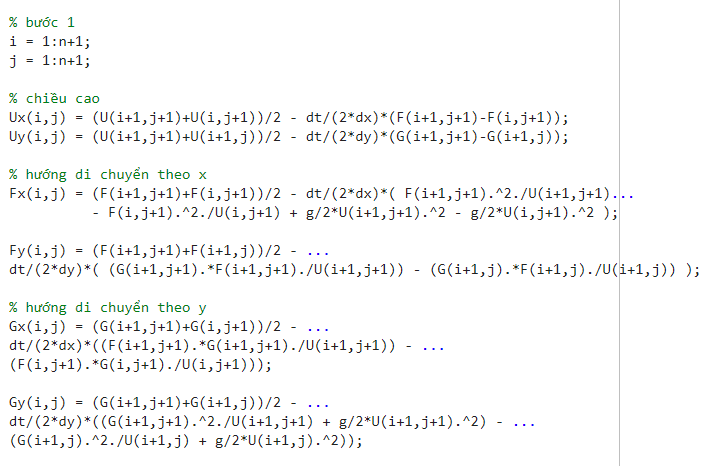 % bước 1
i = 1:n+1;
j = 1:n+1;
% chiều cao
Ux(i,j) = (U(i+1,j+1)+U(i,j+1))/2 - dt/(2*dx)*(F(i+1,j+1)-F(i,j+1));
Uy(i,j) = (U(i+1,j+1)+U(i+1,j))/2 - dt/(2*dy)*(G(i+1,j+1)-G(i+1,j));
% hướng di chuyển theo x
Fx(i,j) = (F(i+1,j+1)+F(i,j+1))/2 - dt/(2*dx)*( F(i+1,j+1).^2./U(i+1,j+1)...
- F(i,j+1).^2./U(i,j+1) + g/2*U(i+1,j+1).^2 - g/2*U(i,j+1).^2 );
Fy(i,j) = (F(i+1,j+1)+F(i+1,j))/2 - ...
dt/(2*dy)*( (G(i+1,j+1).*F(i+1,j+1)./U(i+1,j+1)) - (G(i+1,j).*F(i+1,j)./U(i+1,j)) );
% hướng di chuyển theo y
Gx(i,j) = (G(i+1,j+1)+G(i,j+1))/2 - ...
dt/(2*dx)*((F(i+1,j+1).*G(i+1,j+1)./U(i+1,j+1)) - ...
(F(i,j+1).*G(i,j+1)./U(i,j+1)));
Gy(i,j) = (G(i+1,j+1)+G(i+1,j))/2 - ...
dt/(2*dy)*((G(i+1,j+1).^2./U(i+1,j+1) + g/2*U(i+1,j+1).^2) - ...
(G(i+1,j).^2./U(i+1,j) + g/2*U(i+1,j).^2));